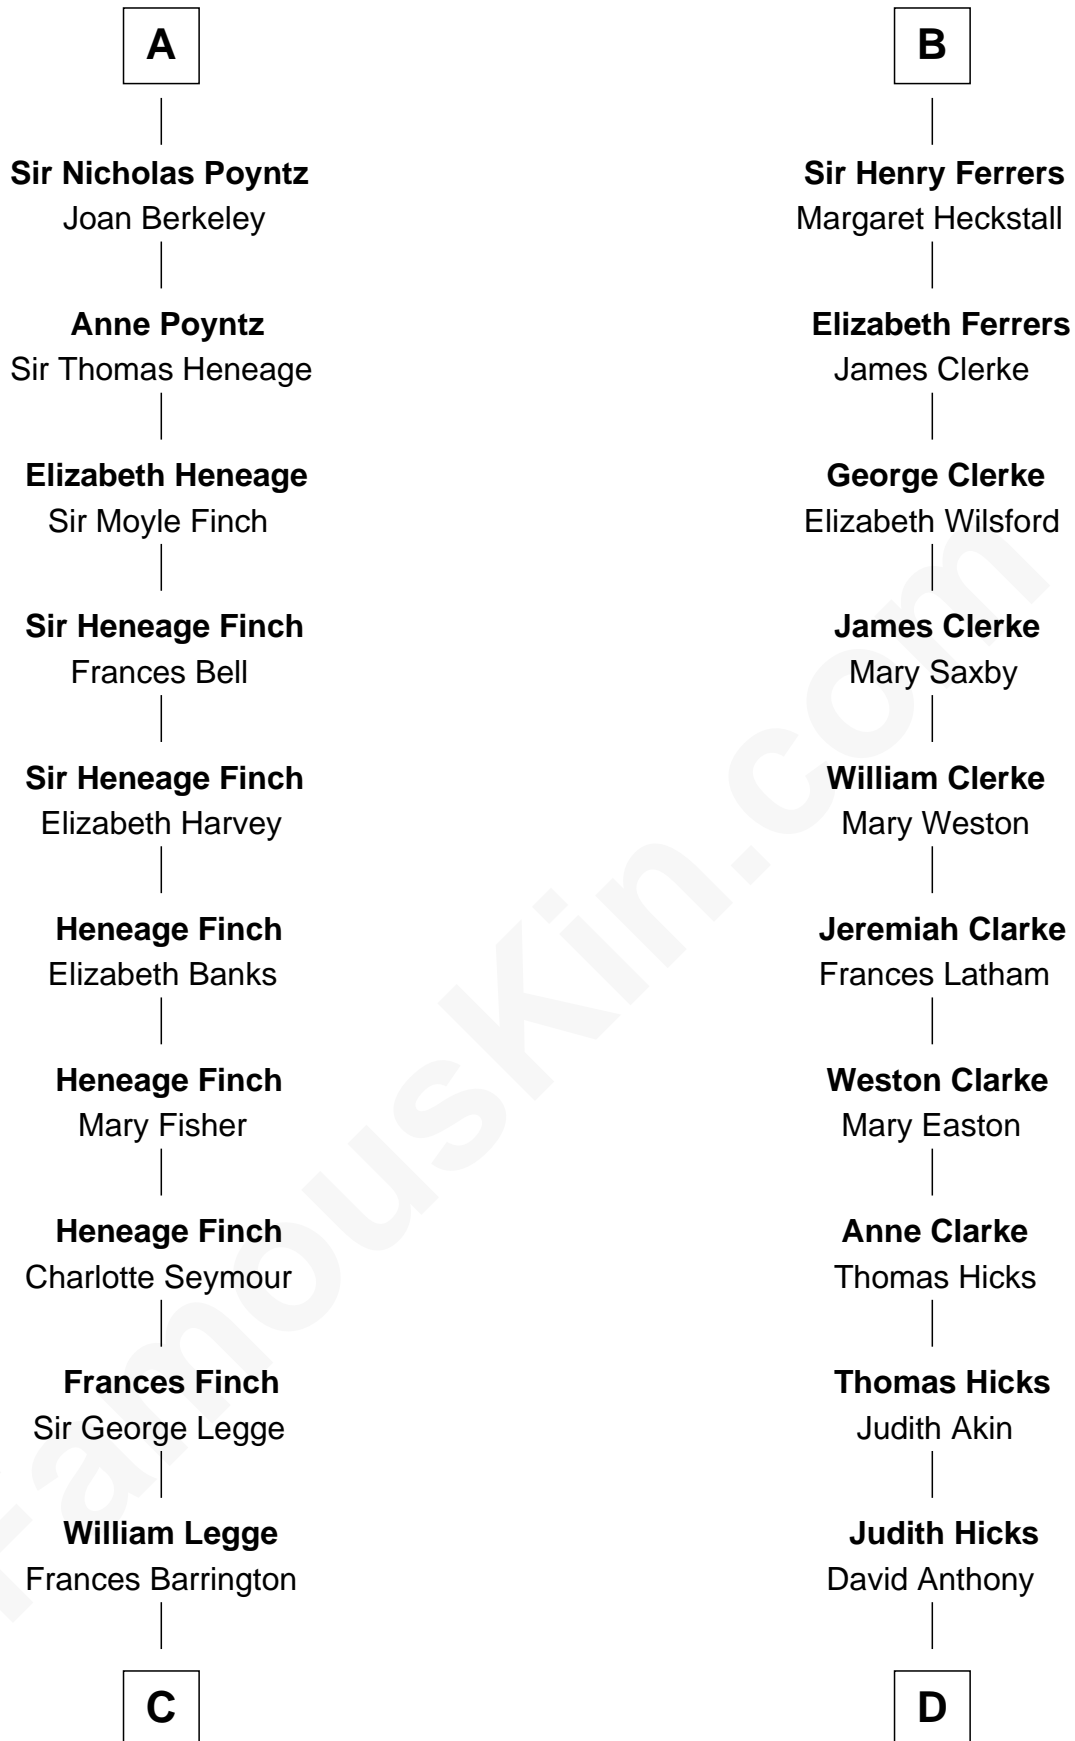 A
Sir Nicholas Poyntz
Joan Berkeley
Anne Poyntz
Sir Thomas Heneage
Elizabeth Heneage
Sir Moyle Finch
Sir Heneage Finch
Frances Bell
Sir Heneage Finch
Elizabeth Harvey
Heneage Finch
Elizabeth Banks
Heneage Finch
Mary Fisher
Heneage Finch
Charlotte Seymour
Frances Finch
Sir George Legge
William Legge
Frances Barrington
C
B
Sir Henry Ferrers
Margaret Heckstall
Elizabeth Ferrers
James Clerke
George Clerke
Elizabeth Wilsford
James Clerke
Mary Saxby
William Clerke
Mary Weston
Jeremiah Clarke
Frances Latham
Weston Clarke
Mary Easton
Anne Clarke
Thomas Hicks
Thomas Hicks
Judith Akin
Judith Hicks
David Anthony
D
FamousKin.com